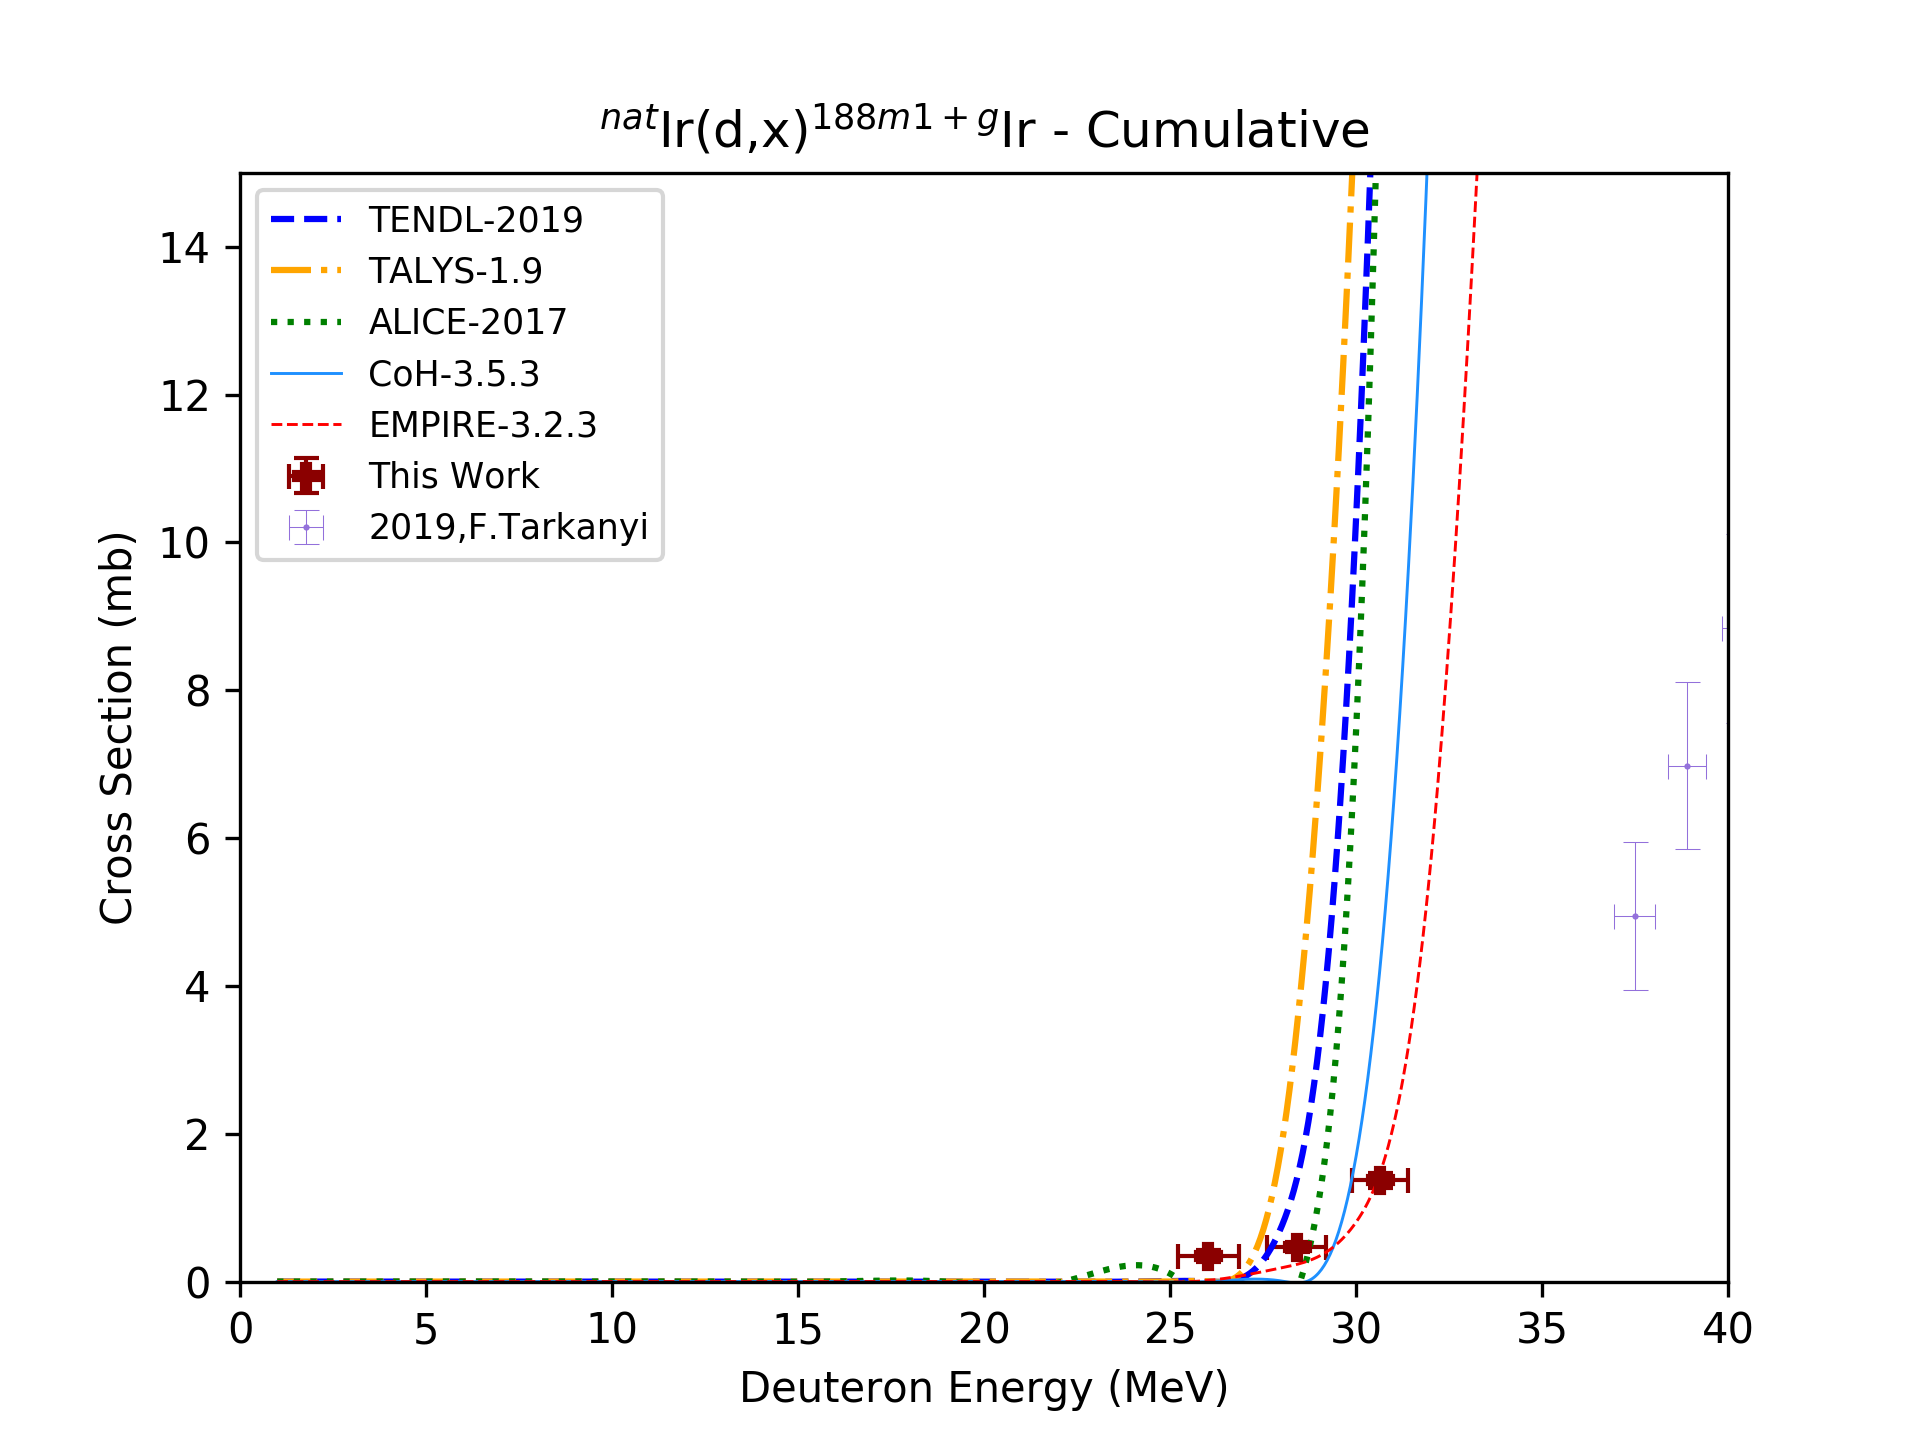 natIr(d,x)188m1+gIr - Cumulative
TENDL-2019
TALYS-1.9
ALICE-2017
CoH-3.5.3
EMPIRE-3.2.3
This Work
2019,F.Tarkanyi
14
12
10
8
6
4
2
0
Cross Section (mb)
0 5 10 15 20 25 30 35 40
Deuteron Energy (MeV)